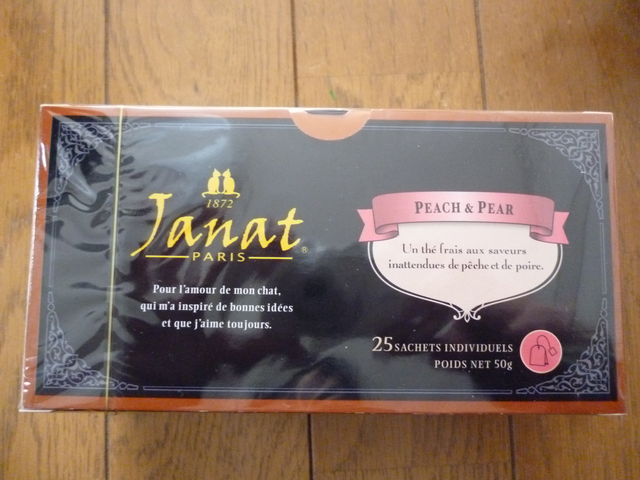 1872
Janat®
PARIS
Pour l'amour de mon chat,
qui m'a inspiré de bonnes idées
et que j'aime toujours.
PEACH & PEAR
Un thé frais aux saveurs
inattendues de pêche et de poire.
25 SACHETS INDIVIDUELS
POIDS NET 50g